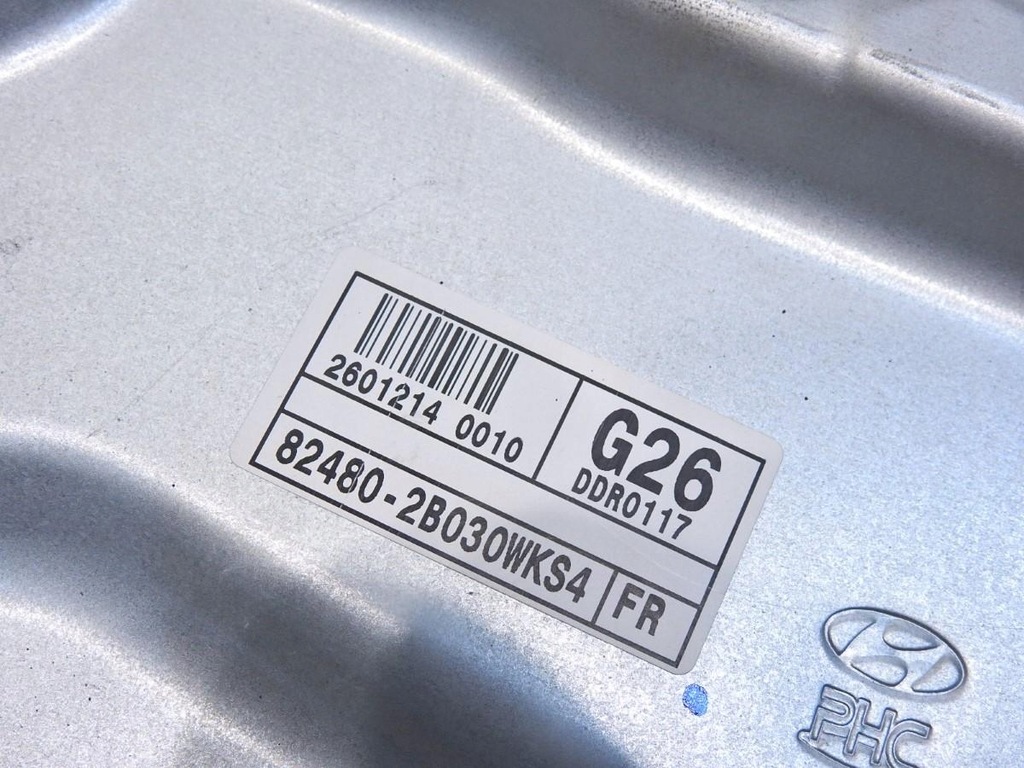 2601214 0010
G26
DDR0117
82480-2B030WKS4
FR
PHC